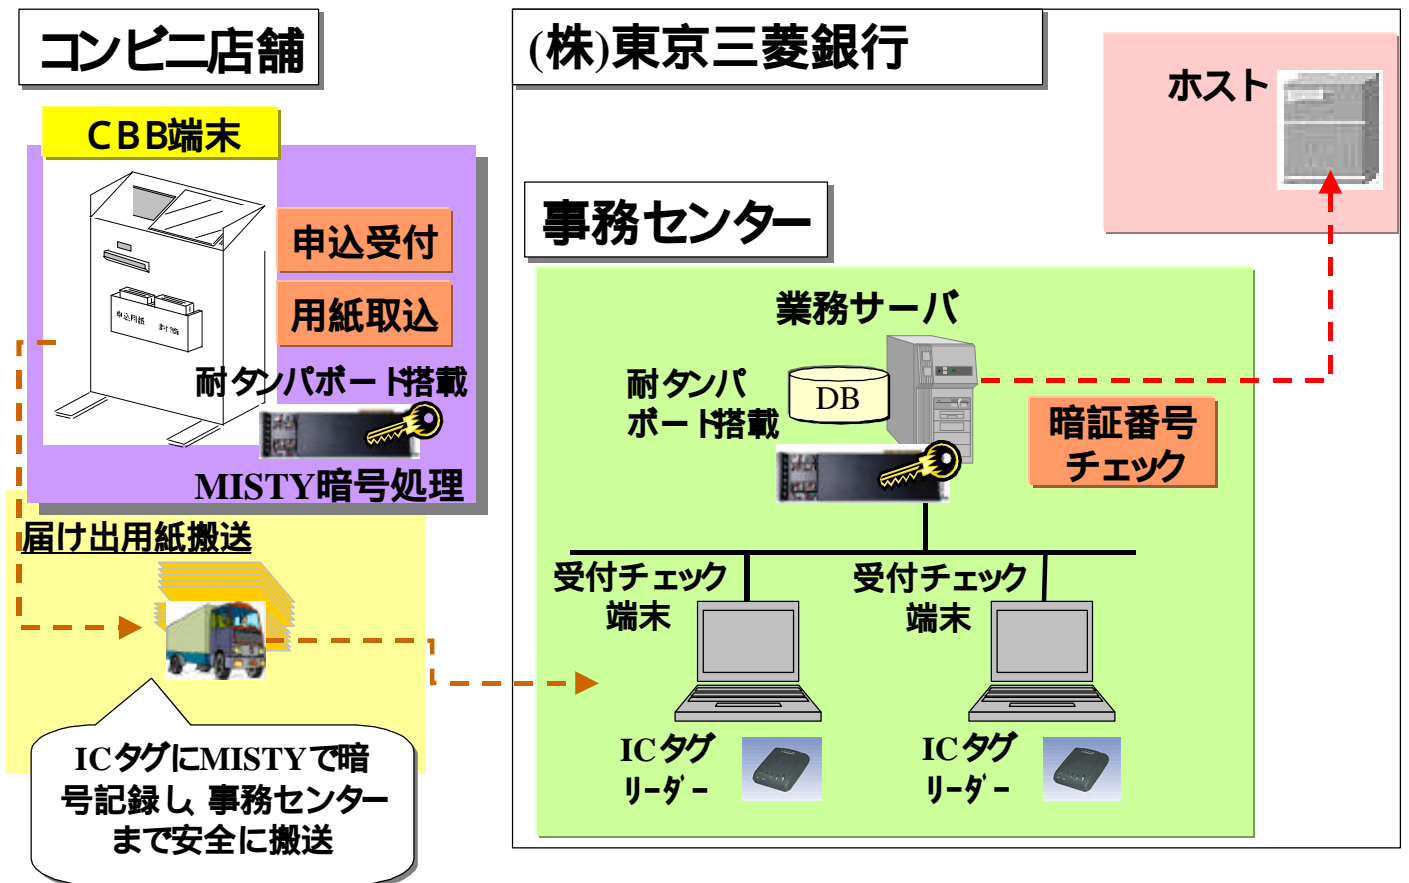 コンビニ店舗
CBB端末
申込受付
用紙取込
申込用紙
封筒
耐タンパボード搭載
MISTY暗号処理
届け出用紙搬送
ICタグにMISTYで暗
号記録し、事務センター
まで安全に搬送
(株)東京三菱銀行
ホスト
事務センター
業務サーバ
耐タンパ
ボード搭載
DB
暗証番号
チェック
受付チェック
端末
受付チェック
端末
ICタグ
リーダー
ICタグ
リーダー